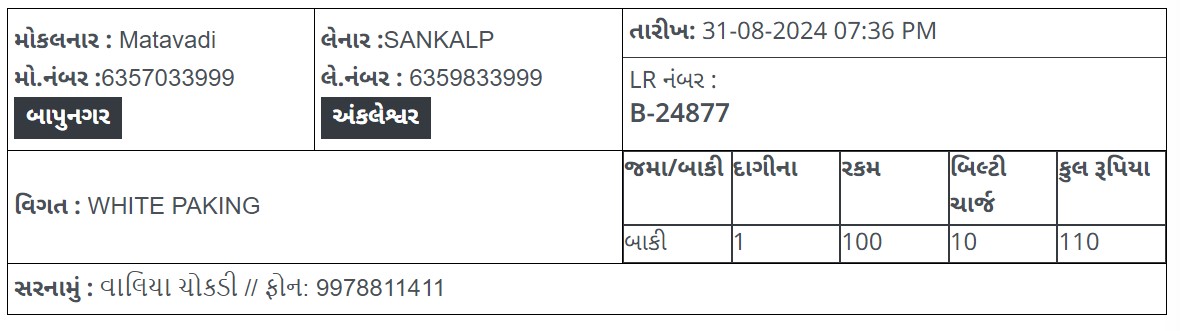 મોકલનાર : Matavadi
મો.નંબર :6357033999
બાપુનગર
લેનાર :SANKALP
લે.નંબર : 6359833999
અંકલેશ્વર
તારીખ: 31-08-2024 07:36 PM
LR નંબર :
B-24877
વિગત : WHITE PAKING
જમા/બાકી દાગીના રકમ બિલ્ટી ચાર્જ કુલ રૂપિયા
બાકી 1 100 10 110
સરનામું : વાલિયા ચોકડી // ફોન: 9978811411